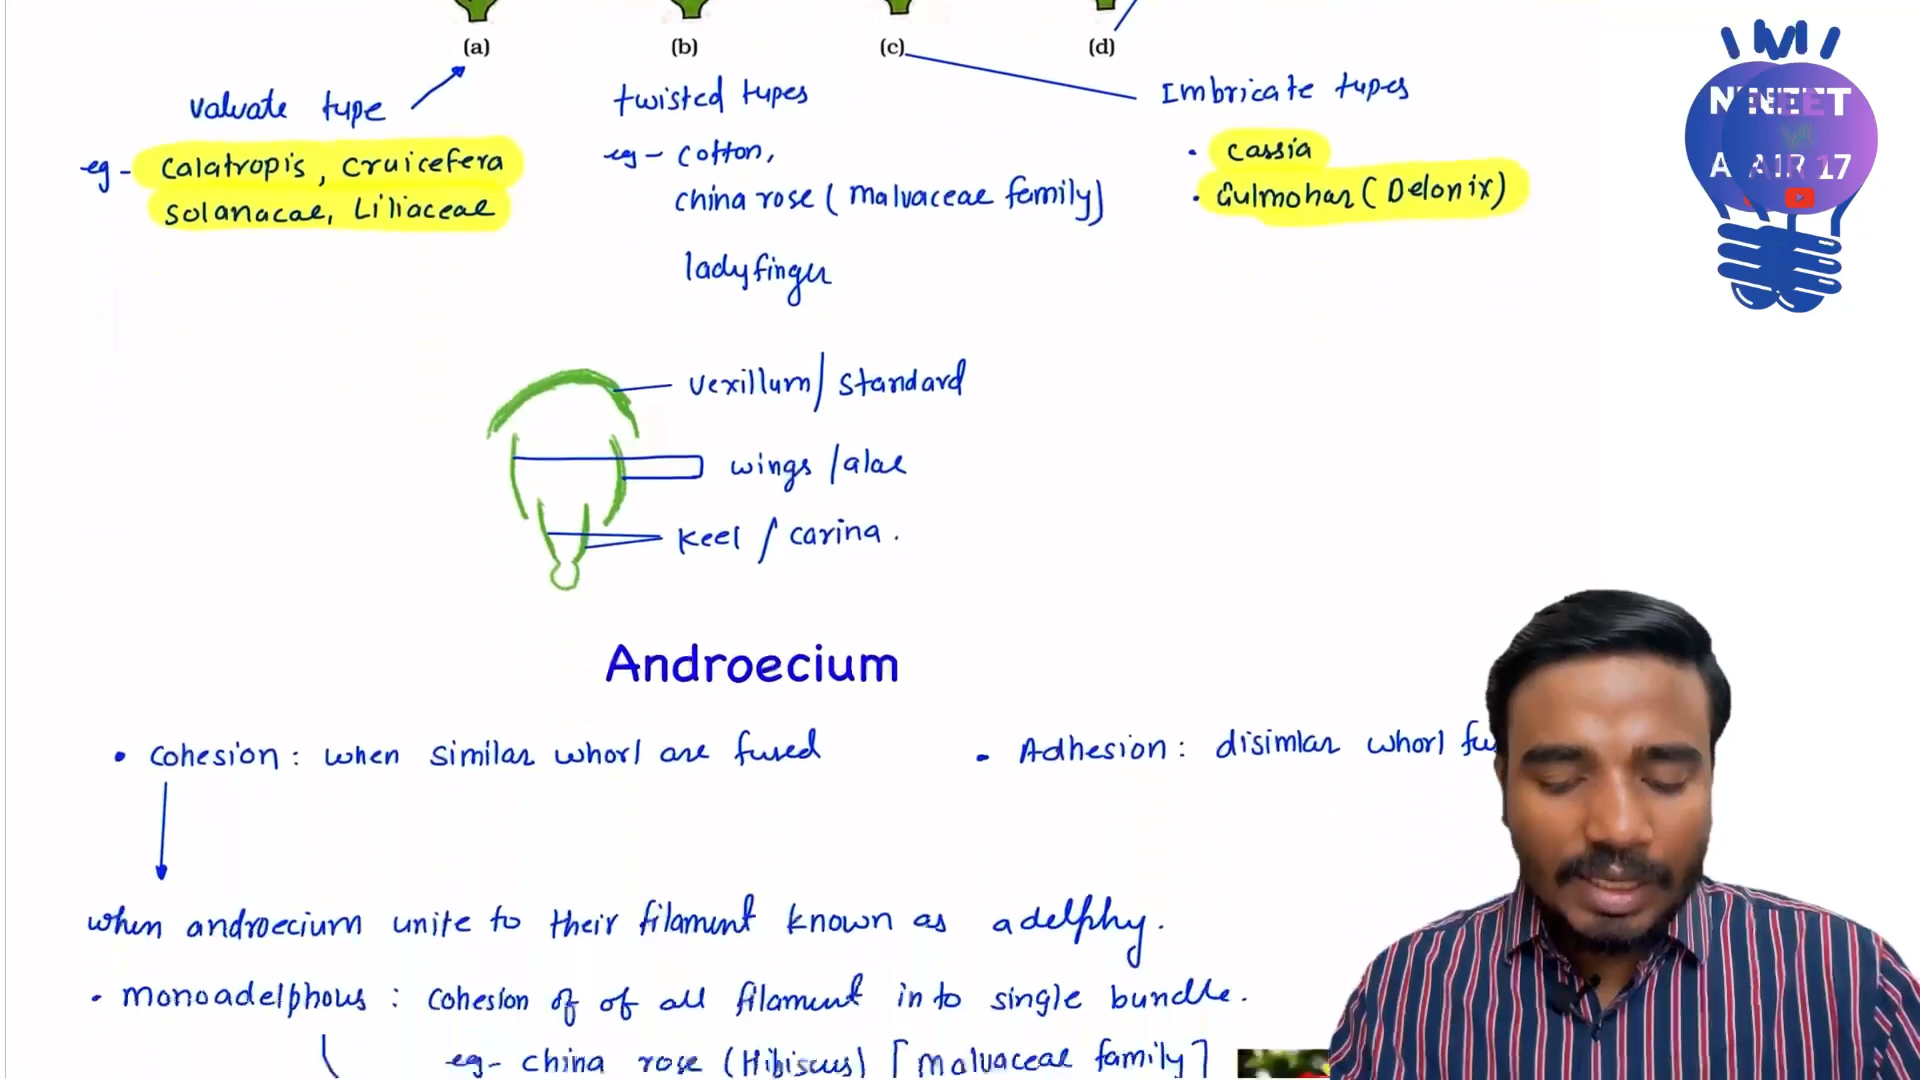 (a) (b) (c) (d)
valvate type
twisted types
Imbricate types
eg- Calatropis, Cruicefera
Solanacae, Liliaceae
eg- cotton,
china rose ( malvaceae family)
ladyfinger
• cassia
• Gulmohar ( Delonix)
NEET
AIR 17
vexillum/ standard
wings /alae
Keel / carina .
Androecium
• Cohesion : when similar whorl are fused
• Adhesion : disimlar whorl fu
when androecium unite to their filament known as adelphy.
• monoadelphous : Cohesion of of all filament in to single bundle.
eg- china rose (Hibiscus) [malvaceae family]